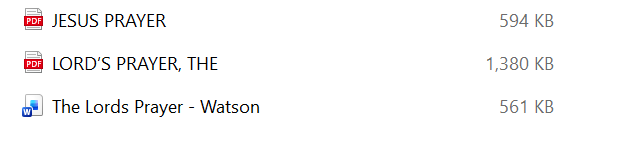 JESUS PRAYER 594 KB
LORD’S PRAYER, THE 1,380 KB
The Lords Prayer - Watson 561 KB